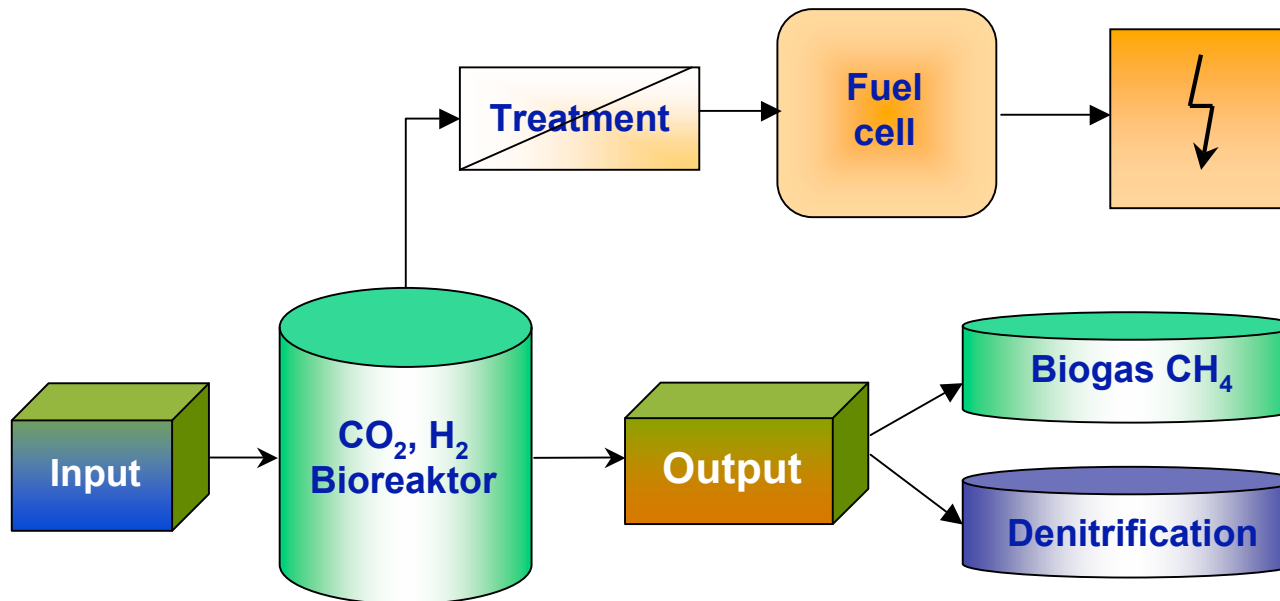 Treatment
Fuel
cell
Input
CO₂, H₂
Bioreaktor
Output
Biogas CH₄
Denitrification